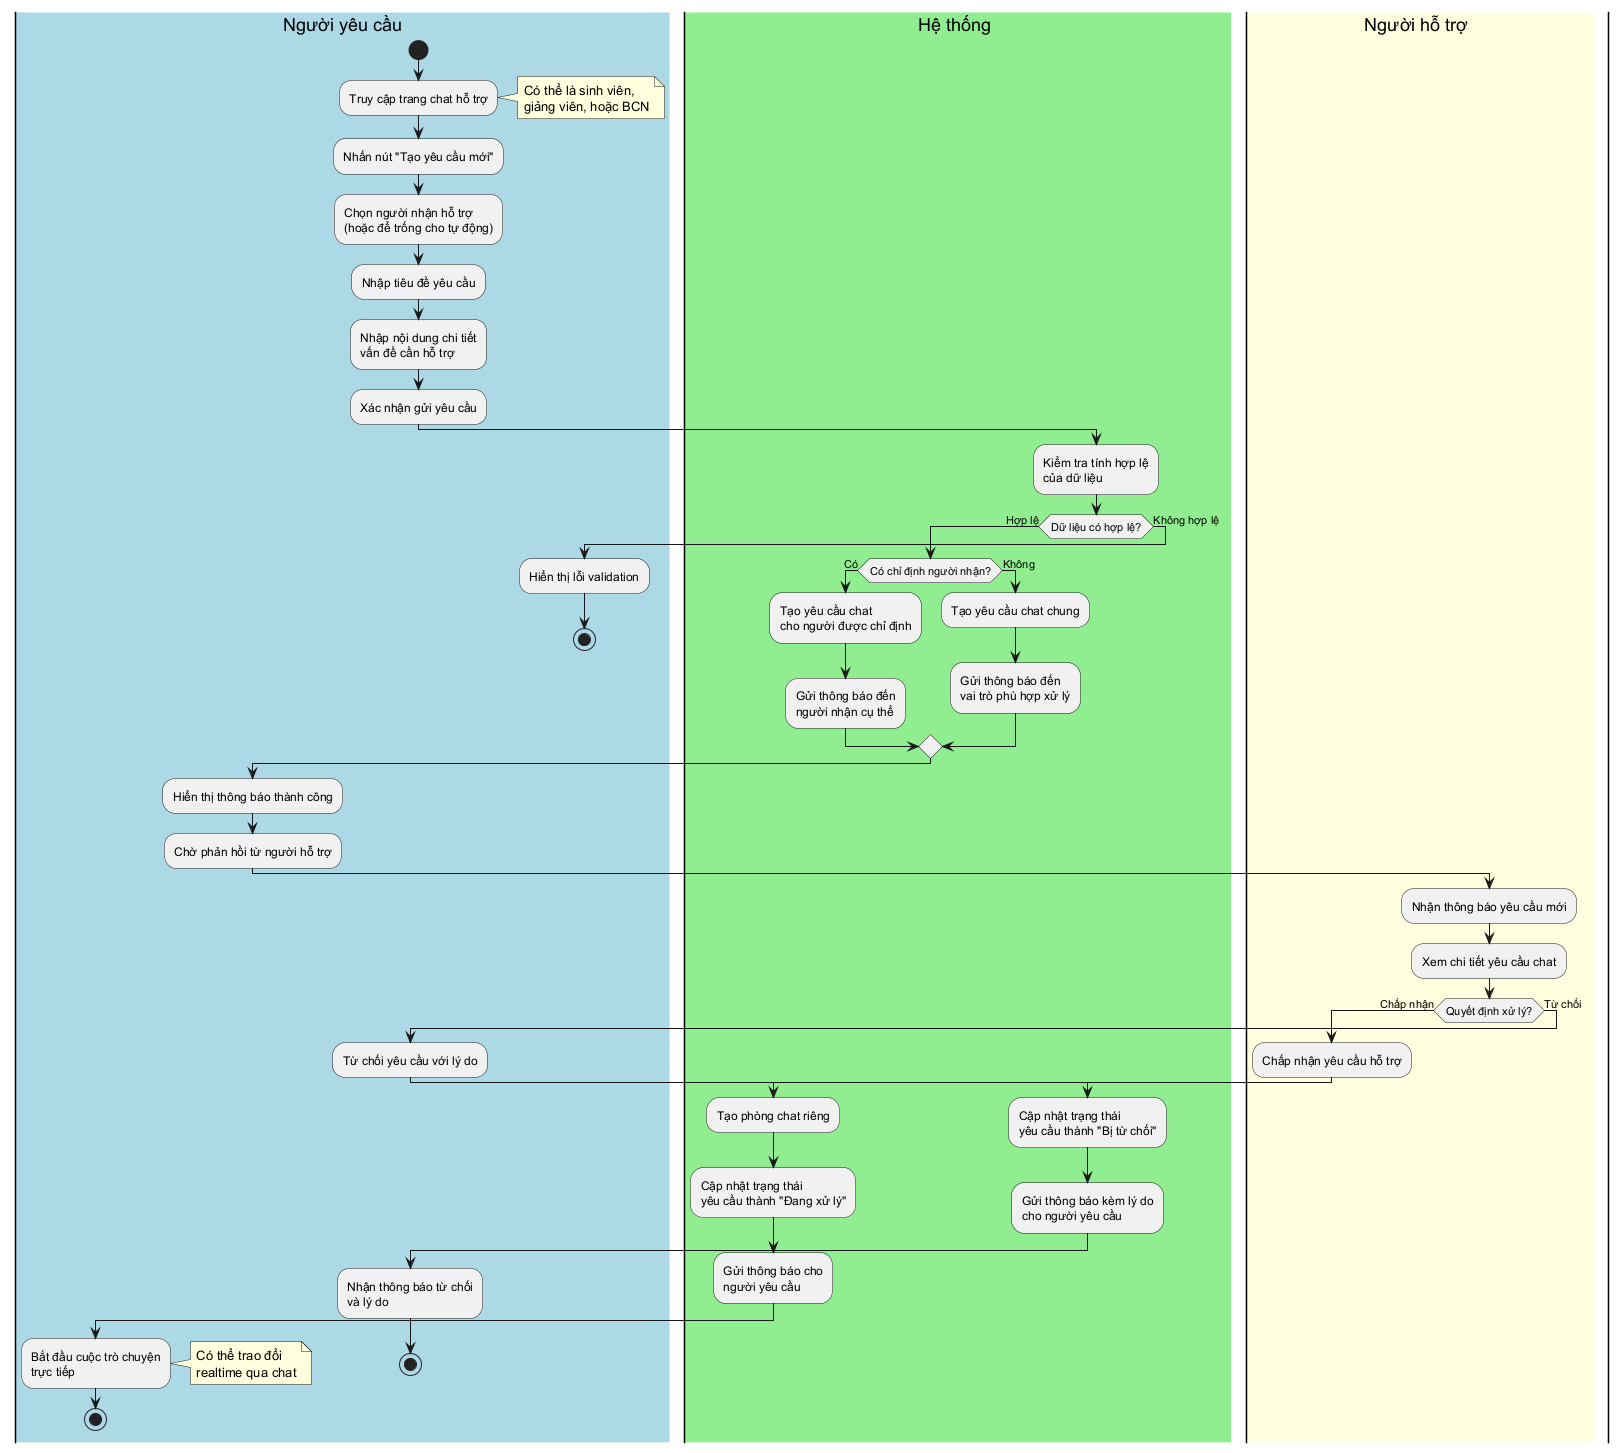 Người yêu cầu
Hệ thống
Người hỗ trợ
Truy cập trang chat hỗ trợ
Có thể là sinh viên,
giảng viên, hoặc BCN
Nhấn nút "Tạo yêu cầu mới"
Chọn người nhận hỗ trợ
(hoặc để trống cho tự động)
Nhập tiêu đề yêu cầu
Nhập nội dung chi tiết
vấn đề cần hỗ trợ
Xác nhận gửi yêu cầu
Kiểm tra tính hợp lệ
của dữ liệu
Hợp lệ
Dữ liệu có hợp lệ?
Không hợp lệ
Hiển thị lỗi validation
Có
Có chỉ định người nhận?
Không
Tạo yêu cầu chat
cho người được chỉ định
Tạo yêu cầu chat chung
Gửi thông báo đến
người nhận cụ thể
Gửi thông báo đến
vai trò phù hợp xử lý
Hiển thị thông báo thành công
Chờ phản hồi từ người hỗ trợ
Nhận thông báo yêu cầu mới
Xem chi tiết yêu cầu chat
Chấp nhận
Quyết định xử lý?
Từ chối
Từ chối yêu cầu với lý do
Chấp nhận yêu cầu hỗ trợ
Tạo phòng chat riêng
Cập nhật trạng thái
yêu cầu thành "Bị từ chối"
Cập nhật trạng thái
yêu cầu thành "Đang xử lý"
Gửi thông báo kèm lý do
cho người yêu cầu
Nhận thông báo từ chối
và lý do
Gửi thông báo cho
người yêu cầu
Bắt đầu cuộc trò chuyện
trực tiếp
Có thể trao đổi
realtime qua chat